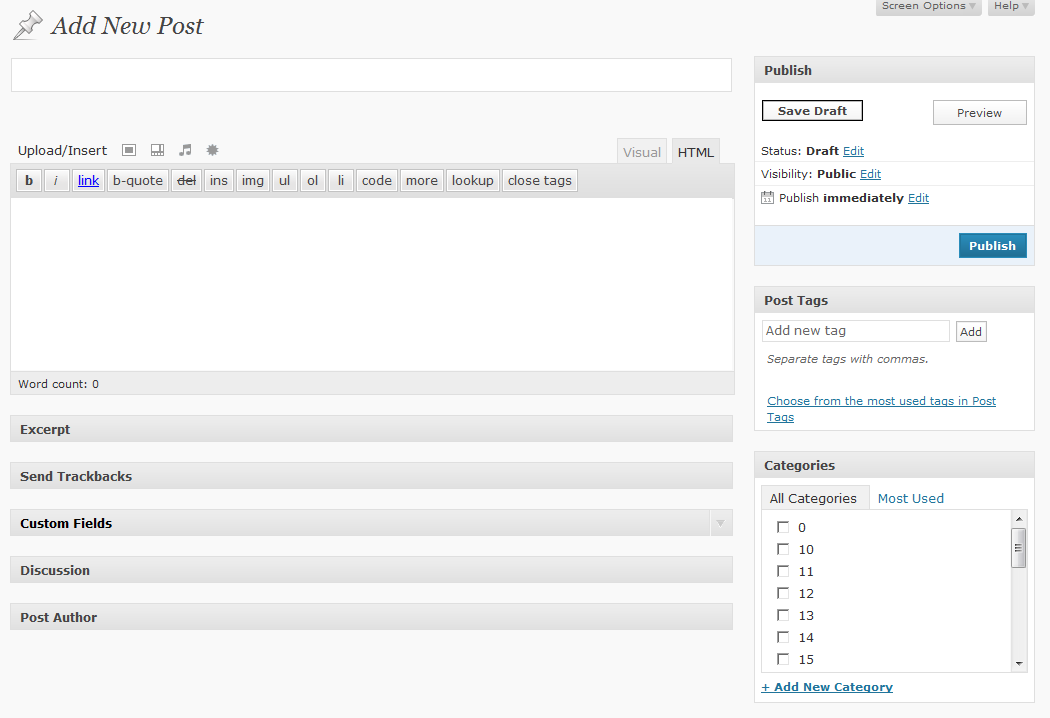 Screen Options
Help
Add New Post
Upload/Insert
Visual
HTML
b
i
link
b-quote
del
ins
img
ul
ol
li
code
more
lookup
close tags
Word count: 0
Excerpt
Send Trackbacks
Custom Fields
Discussion
Post Author
Publish
Save Draft
Preview
Status: Draft Edit
Visibility: Public Edit
Publish immediately Edit
Publish
Post Tags
Add new tag
Add
Separate tags with commas.
Choose from the most used tags in Post
Tags
Categories
All Categories
Most Used
0
10
11
12
13
14
15
+ Add New Category